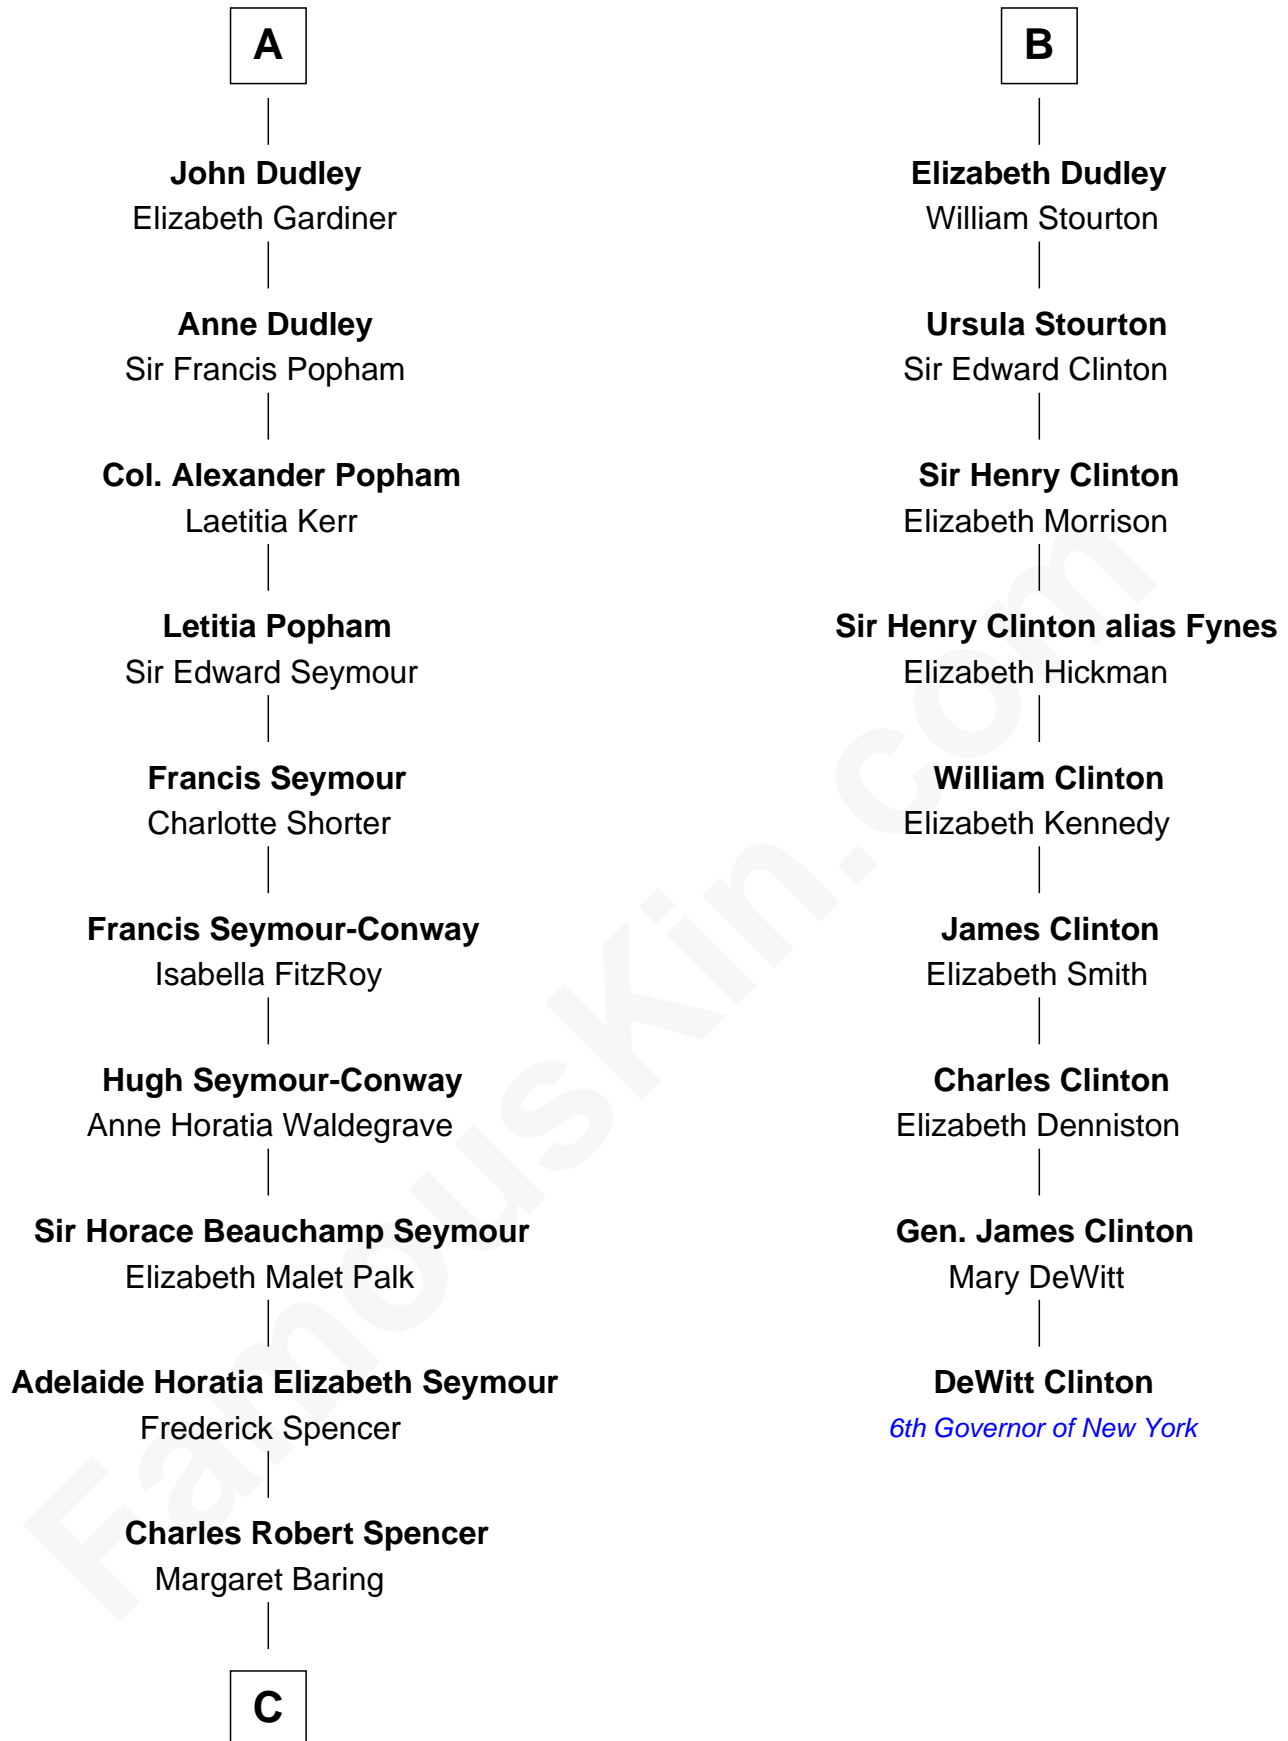 A
John Dudley
Elizabeth Gardiner
Anne Dudley
Sir Francis Popham
Col. Alexander Popham
Laetitia Kerr
Letitia Popham
Sir Edward Seymour
Francis Seymour
Charlotte Shorter
Francis Seymour-Conway
Isabella FitzRoy
Hugh Seymour-Conway
Anne Horatia Waldegrave
Sir Horace Beauchamp Seymour
Elizabeth Malet Palk
Adelaide Horatia Elizabeth Seymour
Frederick Spencer
Charles Robert Spencer
Margaret Baring
C
B
Elizabeth Dudley
William Stourton
Ursula Stourton
Sir Edward Clinton
Sir Henry Clinton
Elizabeth Morrison
Sir Henry Clinton alias Fynes
Elizabeth Hickman
William Clinton
Elizabeth Kennedy
James Clinton
Elizabeth Smith
Charles Clinton
Elizabeth Denniston
Gen. James Clinton
Mary DeWitt
DeWitt Clinton
6th Governor of New York
FamousKin.com